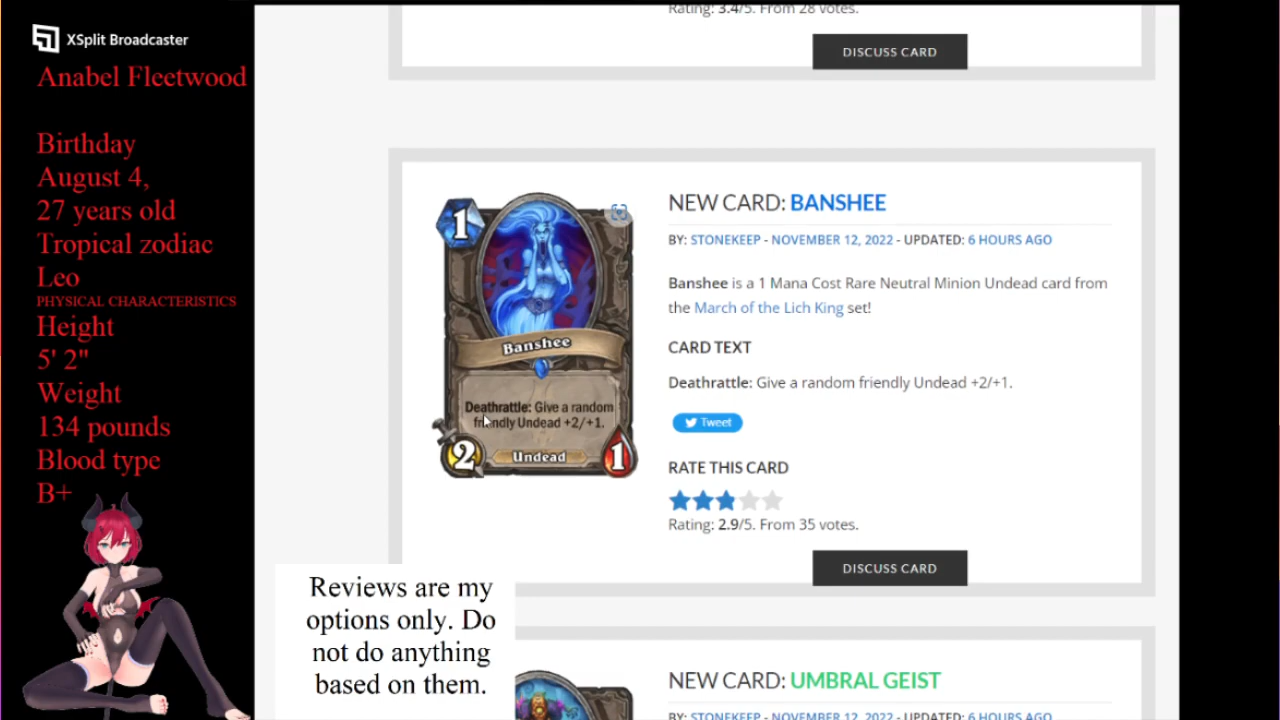 XSplit Broadcaster
Anabel Fleetwood
Birthday
August 4,
27 years old
Tropical zodiac
Leo
PHYSICAL CHARACTERISTICS
Height
5' 2"
Weight
134 pounds
Blood type
B+
Rating: 3.4/5. From 28 votes.
DISCUSS CARD
1
Banshee
Deathrattle: Give a random
friendly Undead +2/+1.
2 Undead 1
NEW CARD: BANSHEE
BY: STONEKEEP - NOVEMBER 12, 2022 - UPDATED: 6 HOURS AGO
Banshee is a 1 Mana Cost Rare Neutral Minion Undead card from
the March of the Lich King set!
CARD TEXT
Deathrattle: Give a random friendly Undead +2/+1.
Tweet
RATE THIS CARD
Rating: 2.9/5. From 35 votes.
DISCUSS CARD
Reviews are my
options only. Do
not do anything
based on them.
NEW CARD: UMBRAL GEIST
BY: STONEKEEP - NOVEMBER 12, 2022 - UPDATED: 6 HOURS AGO